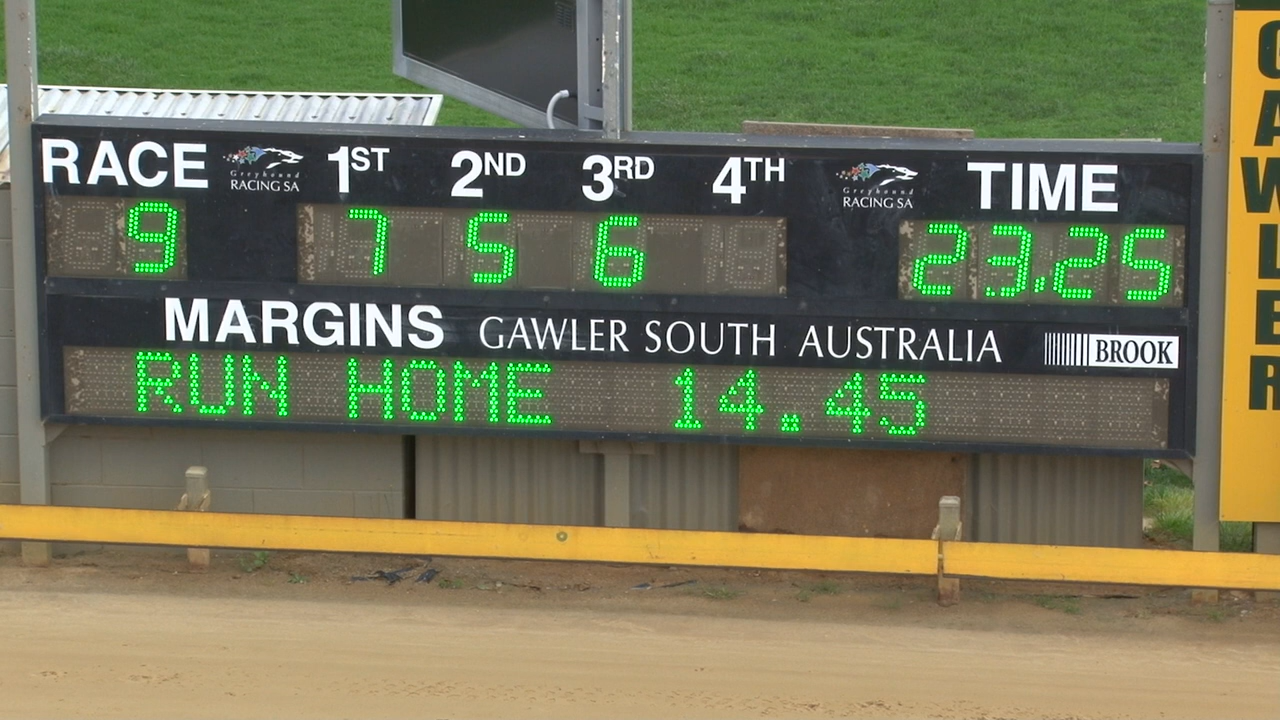 RACE Greyhound RACING SA 1ST 2ND 3RD 4TH Greyhound RACING SA TIME
9 7 5 6 23.25
MARGINS GAWLER SOUTH AUSTRALIA BROOK
RUN HOME 14.45
GAWLER